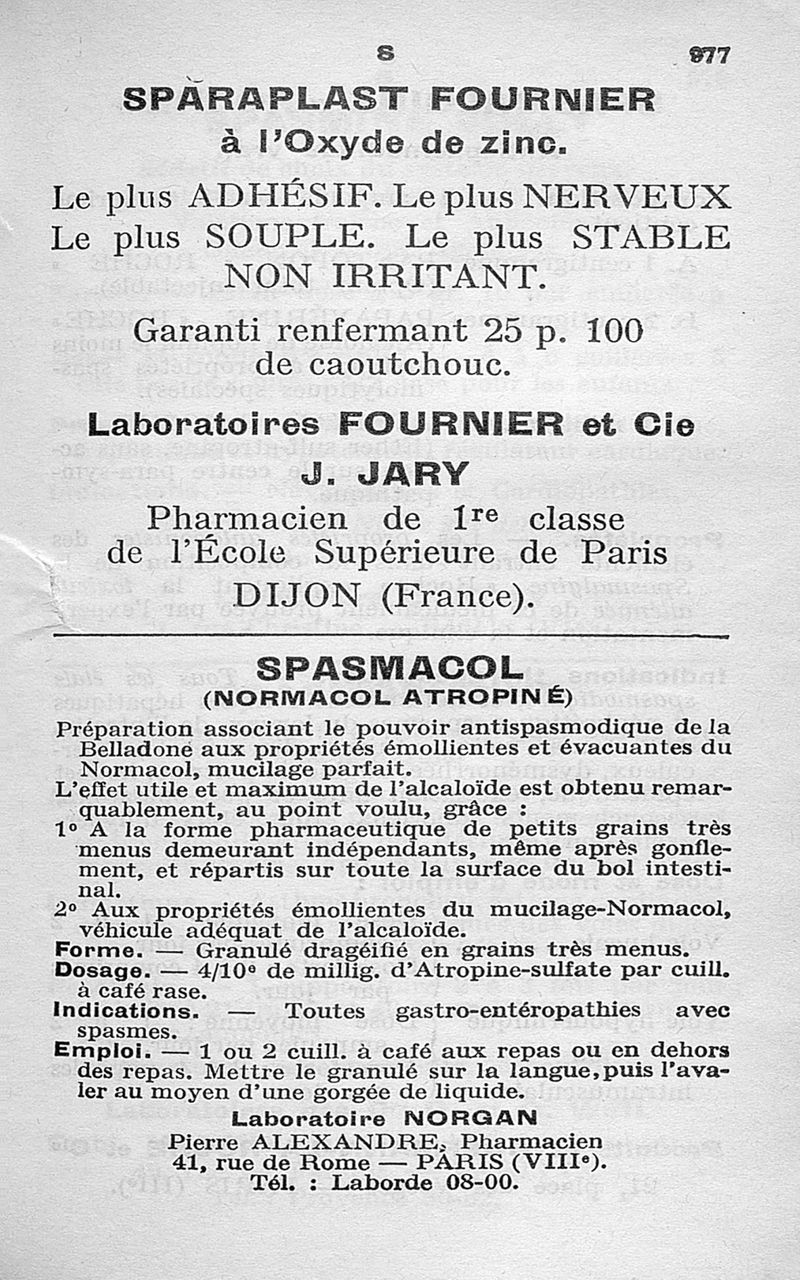 S 977
SPARAPLAST FOURNIER
à l'Oxyde de zinc.
Le plus ADHÉSIF. Le plus NERVEUX
Le plus SOUPLE. Le plus STABLE
NON IRRITANT.
Garanti renfermant 25 p. 100
de caoutchouc.
Laboratoires FOURNIER et Cie
J. JARY
Pharmacien de 1re classe
de l'École Supérieure de Paris
DIJON (France).
SPASMACOL
(NORMACOL ATROPINÉ)
Préparation associant le pouvoir antispasmodique de la
Belladone aux propriétés émollientes et évacuantes du
Normacol, mucilage parfait.
L'effet utile et maximum de l'alcaloïde est obtenu remar-
quablement, au point voulu, grâce :
1o A la forme pharmaceutique de petits grains très
menus demeurant indépendants, même après gonfle-
ment, et répartis sur toute la surface du bol intesti-
nal.
2o Aux propriétés émollientes du mucilage-Normacol,
véhicule adéquat de l'alcaloïde.
Forme. — Granulé dragéifié en grains très menus.
Dosage. — 4/10e de millig. d'Atropine-sulfate par cuill.
à café rase.
Indications. — Toutes gastro-entéropathies avec
spasmes.
Emploi. — 1 ou 2 cuill. à café aux repas ou en dehors
des repas. Mettre le granulé sur la langue, puis l'ava-
ler au moyen d'une gorgée de liquide.
Laboratoire NORGAN
Pierre ALEXANDRE, Pharmacien
41, rue de Rome — PARIS (VIIIe).
Tél. : Laborde 08-00.